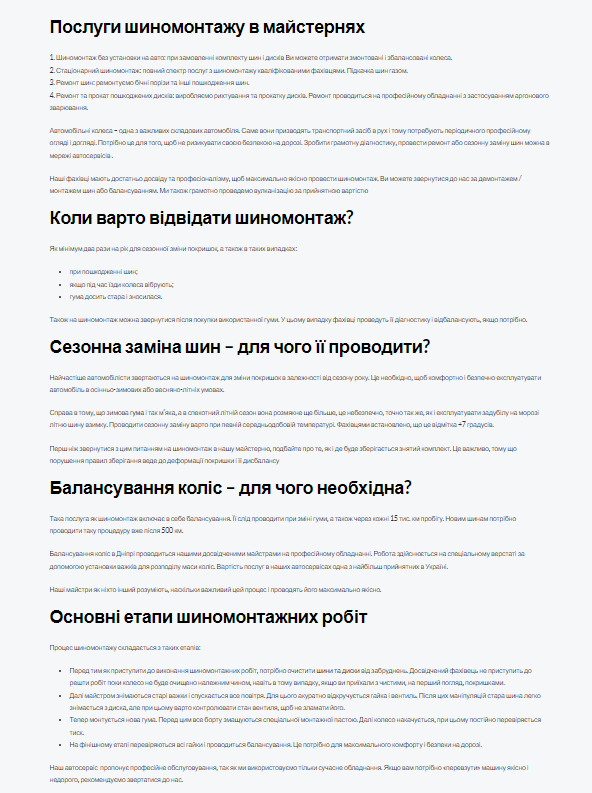 Послуги шиномонтажу в майстернях
1. Шиномонтаж без установки на авто: при замовленні комплекту шин і дисків Ви можете отримати змонтовані і збалансовані колеса.
2. Стаціонарний шиномонтаж: повний спектр послуг з шиномонтажу кваліфікованими фахівцями. Підкачка шин газом.
3. Ремонт шин: ремонтуємо бічні порізи та інші пошкодження шин.
4. Ремонт та прокат пошкоджених дисків: виробляємо рихтування та прокатку дисків. Ремонт проводиться на професійному обладнанні з застосуванням аргонового
зварювання.
Автомобільні колеса – одна з важливих складових автомобіля. Саме вони призводять транспортний засіб в рух і тому потребують періодичного професійному
огляді і догляді. Потрібно це для того, щоб не ризикувати своєю безпекою на дорозі. Зробити грамотну діагностику, провести ремонт або сезонну заміну шин можна в
мережі автосервісів .
Наші фахівці мають достатньо досвіду та професіоналізму, щоб максимально якісно провести шиномонтаж. Ви можете звернутися до нас за демонтажем /
монтажем шин або балансуванням. Ми також грамотно проведемо вулканізацію за прийнятною вартістю
Коли варто відвідати шиномонтаж?
Як мінімум два рази на рік для сезонної зміни покришок, а також в таких випадках:
• при пошкодженні шин;
• якщо під час їзди колеса вібрують;
• гума досить стара і зносилася.
Також на шиномонтаж можна звернутися після покупки використанної гуми. У цьому випадку фахівці проведуть її діагностику і відбалансують, якщо потрібно.
Сезонна заміна шин – для чого її проводити?
Найчастіше автомобілісти звертаються на шиномонтаж для зміни покришок в залежності від сезону року. Це необхідно, щоб комфортно і безпечно експлуатувати
автомобіль в осінньо-зимових або весняно-літніх умовах.
Справа в тому, що зимова гума і так м'яка, а в спекотний літній сезон вона розмякне ще більше, це небезпечно, точно так же, як і експлуатувати задубілу на морозі
літню шину взимку. Проводити сезонну заміну варто при певній середньодобовій температурі. Фахівцями встановлено, що це відмітка +7 градусів.
Перш ніж звернутися з цим питанням на шиномонтаж в нашу майстерню, подбайте про те, як і де буде зберігається знятий комплект. Це важливо, тому що
порушення правил зберігання веде до деформації покришки і її дисбалансу
Балансування коліс – для чого необхідна?
Така послуга як шиномонтаж включає в себе балансування. Її слід проводити при зміні гуми, а також через кожні 15 тис. км пробігу. Новим шинам потрібно
проводити таку процедуру вже після 500 км.
Балансування коліс в Дніпрі проводиться нашими досвідченими майстрами на професійному обладнанні. Робота здійснюється на спеціальному верстаті за
допомогою установки важків для розподілу маси коліс. Вартість послуг в наших автосервісах одна з найбільш прийнятних в Україні.
Наші майстри як ніхто інший розуміють, наскільки важливий цей процес і проводять його максимально якісно.
Основні етапи шиномонтажних робіт
Процес шиномонтажу складається з таких етапів:
• Перед тим як приступити до виконання шиномонтажних робіт, потрібно очистити шини та диски від забруднень. Досвідчений фахівець не приступить до
решти робіт поки колесо не буде очищено належним чином, навіть в тому випадку, якщо ви приїхали з чистими, на перший погляд, покришками.
• Далі майстром знімаються старі важки і спускається все повітря. Для цього акуратно відкручується гайка і вентиль. Після цих маніпуляцій стара шина легко
знімається з диска, але при цьому варто контролювати стан вентиля, щоб не зламати його.
• Тепер монтується нова гума. Перед цим все борту змащуються спеціальної монтажної пастою. Далі колесо накачується, при цьому постійно перевіряється
тиск.
• На фінішному етапі перевіряються всі гайки і проводиться балансування. Це потрібно для максимального комфорту і безпеки на дорозі.
Наш автосервіс пропонує професійне обслуговування, так як ми використовуємо тільки сучасне обладнання. Якщо вам потрібно «перевзути» машину якісно і
недорого, рекомендуємо звертатися до нас.